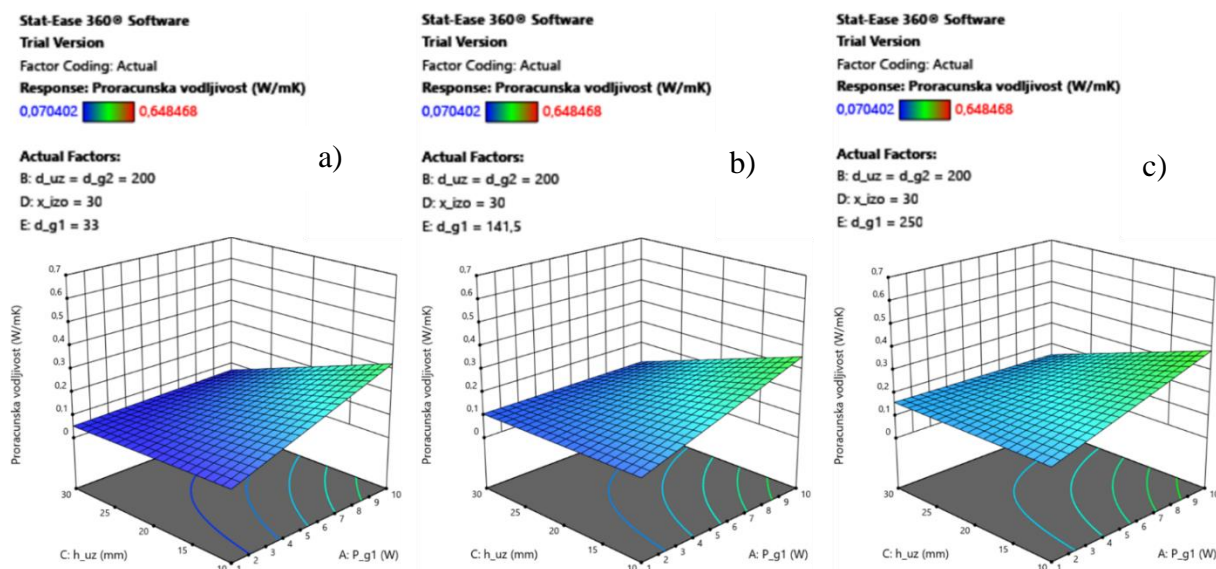 Stat-Ease 360® Software
Trial Version
Factor Coding: Actual
Response: Proracunska vodljivost (W/mK)
0,070402 0,648468
Actual Factors:
B: d_uz = d_g2 = 200
D: x_izo = 30
E: d_g1 = 33
a)
0.7
0.6
0.5
0.4
0.3
0.2
0.1
0
Proracunska vodljivost (W/mK)
30
25
20
15
10
C: h_uz (mm)
1
2
3
4
5
6
7
8
9
10
A: P_g1 (W)
Stat-Ease 360® Software
Trial Version
Factor Coding: Actual
Response: Proracunska vodljivost (W/mK)
0,070402 0,648468
Actual Factors:
B: d_uz = d_g2 = 200
D: x_izo = 30
E: d_g1 = 141,5
b)
0.7
0.6
0.5
0.4
0.3
0.2
0.1
0
Proracunska vodljivost (W/mK)
30
25
20
15
10
C: h_uz (mm)
1
2
3
4
5
6
7
8
9
10
A: P_g1 (W)
Stat-Ease 360® Software
Trial Version
Factor Coding: Actual
Response: Proracunska vodljivost (W/mK)
0,070402 0,648468
Actual Factors:
B: d_uz = d_g2 = 200
D: x_izo = 30
E: d_g1 = 250
c)
0.7
0.6
0.5
0.4
0.3
0.2
0.1
0
Proracunska vodljivost (W/mK)
30
25
20
15
10
C: h_uz (mm)
1
2
3
4
5
6
7
8
9
10
A: P_g1 (W)